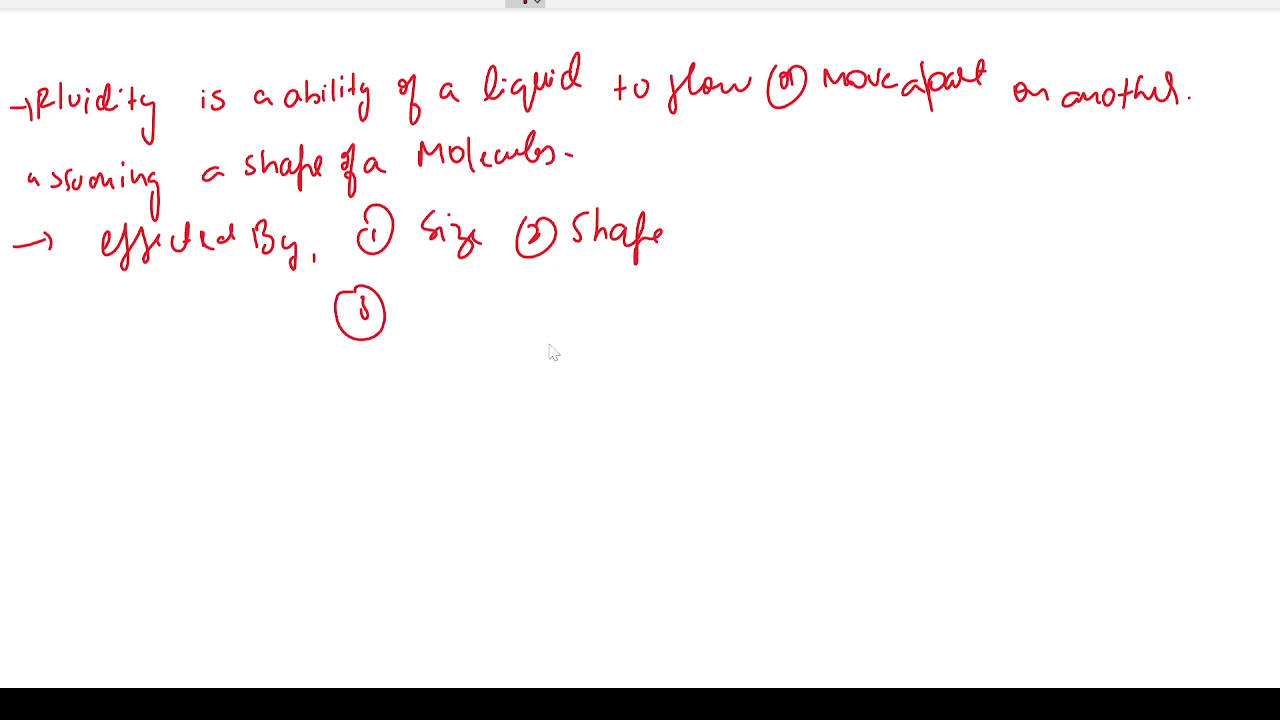 → Fluidity is a ability of a liquid to flow (or) move apart on another.
assuming a shape of a Molecules.
→ effected By, ① Size ② Shape
③